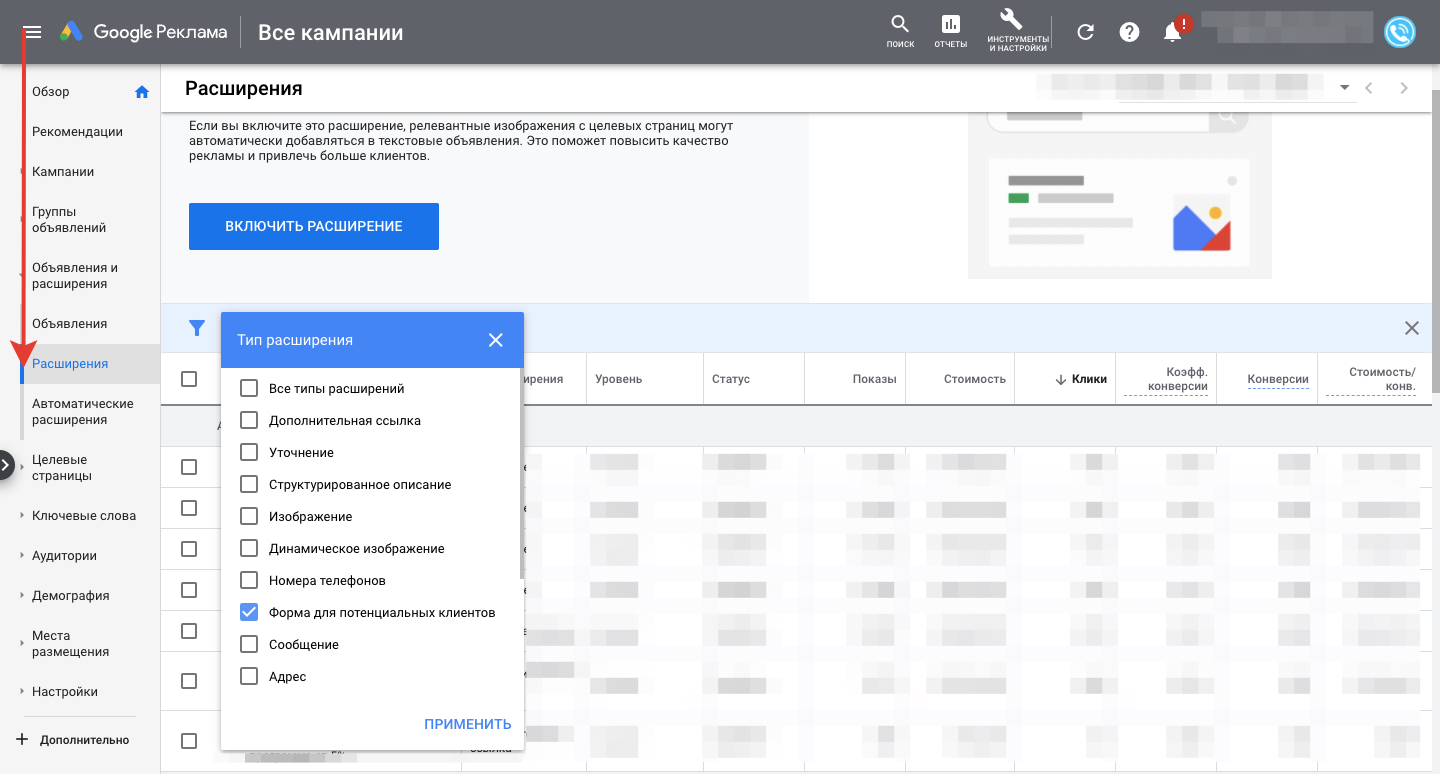 Google Реклама
Все кампании
ПОИСК
ОТЧЕТЫ
ИНСТРУМЕНТЫ
И НАСТРОЙКИ
!
Обзор
Рекомендации
Кампании
Группы
объявлений
Объявления и
расширения
Объявления
Расширения
Автоматические
расширения
Целевые
страницы
Ключевые слова
Аудитории
Демография
Места
размещения
Настройки
Дополнительно
Расширения
Если вы включите это расширение, релевантные изображения с целевых страниц могут
автоматически добавляться в текстовые объявления. Это поможет повысить качество
рекламы и привлечь больше клиентов.
ВКЛЮЧИТЬ РАСШИРЕНИЕ
Тип расширения
Все типы расширений
Дополнительная ссылка
Уточнение
Структурированное описание
Изображение
Динамическое изображение
Номера телефонов
Форма для потенциальных клиентов
Сообщение
Адрес
ПРИМЕНИТЬ
Уровень
Статус
Показы
Стоимость
Клики
Коэфф.
конверсии
Конверсии
Стоимость/
конв.